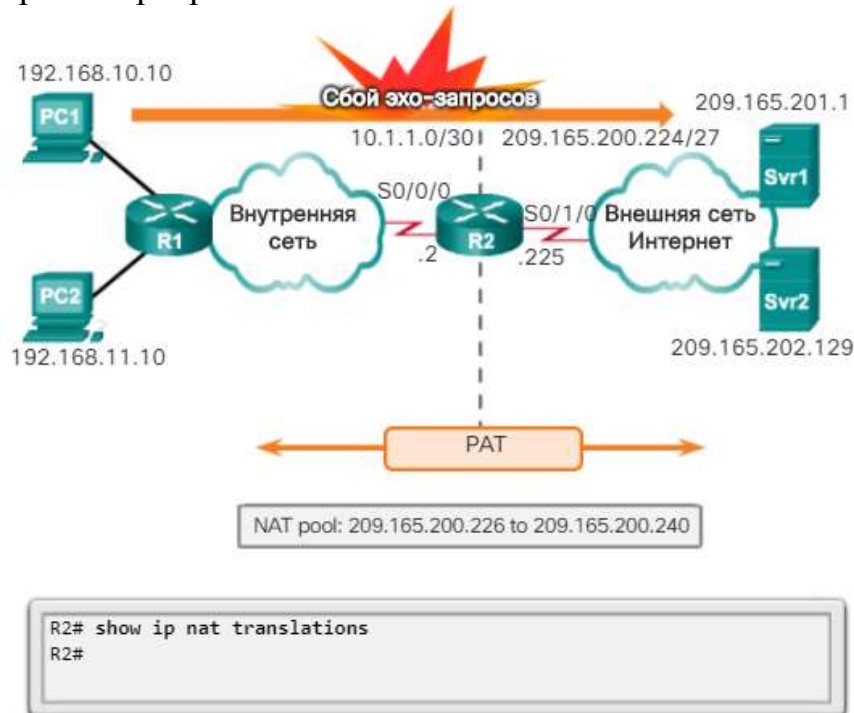 192.168.10.10
Сбой эхо-запросов
209.165.201.1
PC1
10.1.1.0/30
209.165.200.224/27
Svr1
S0/0/0
Внутренняя
сеть
S0/1/0
Внешняя сеть
Интернет
R1
R2
.2
.225
PC2
Svr2
192.168.11.10
209.165.202.129
PAT
NAT pool: 209.165.200.226 to 209.165.200.240
R2# show ip nat translations
R2#